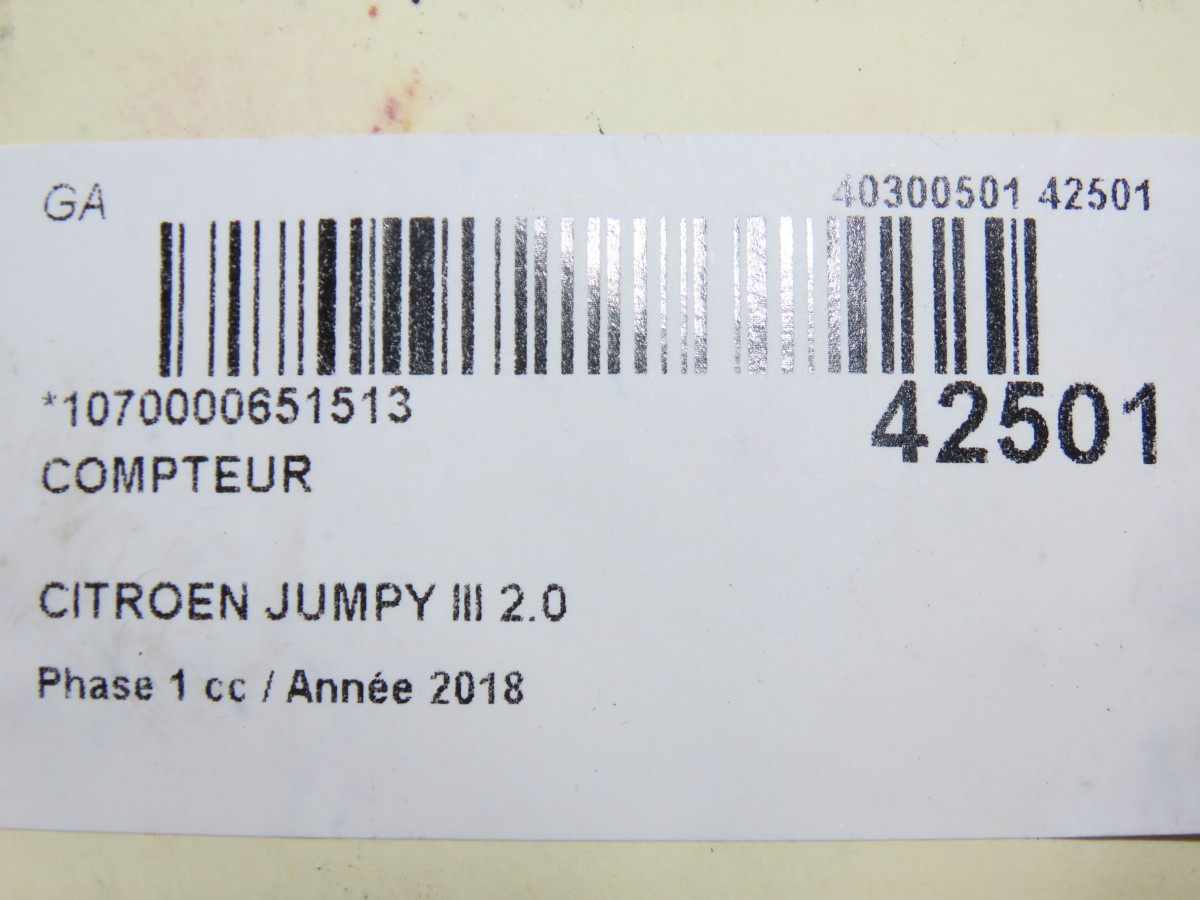 GA
40300501 42501
*1070000651513
42501
COMPTEUR
CITROEN JUMPY III 2.0
Phase 1 cc / Année 2018